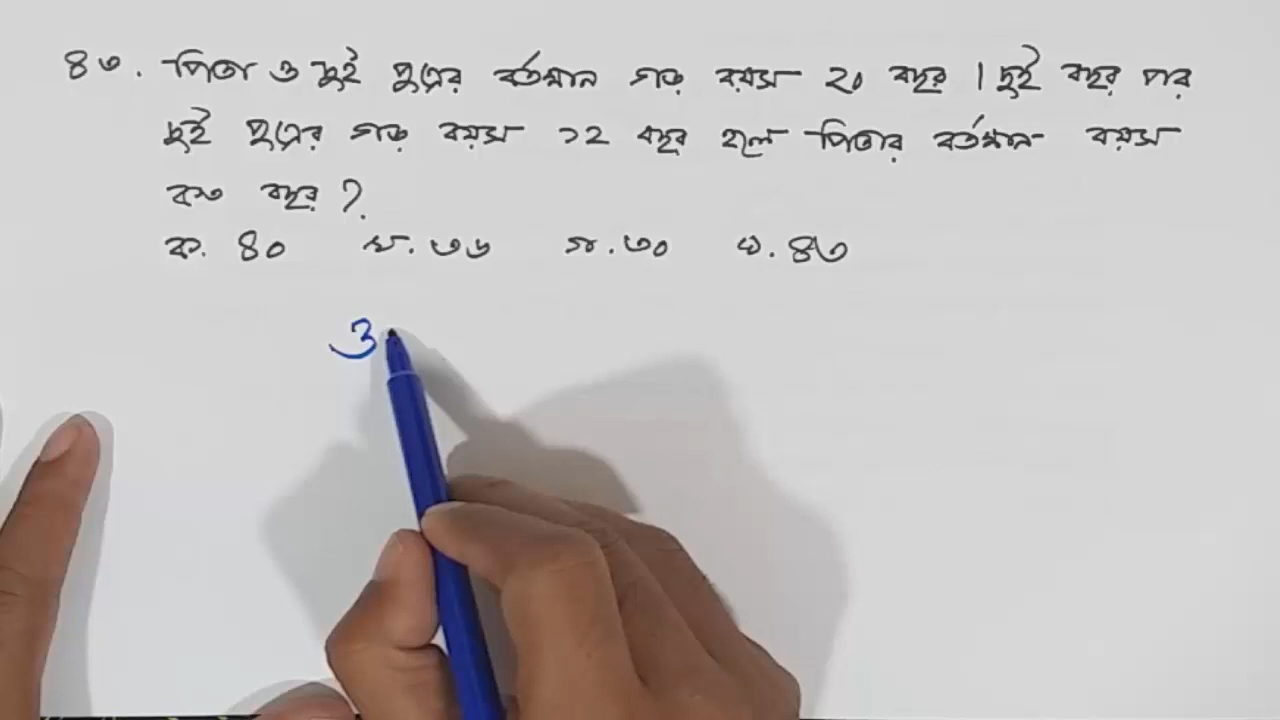 ৪৩. পিতা ও দুই পুত্রের বর্তমান গড় বয়স ২০ বছর । দুই বছর পর
দুই পুত্রের গড় বয়স ১২ বছর হলে পিতার বর্তমান বয়স
কত বছর ?
ক. ৪০ খ. ৩৬ গ. ৩০ ঘ. ৪৩
৩